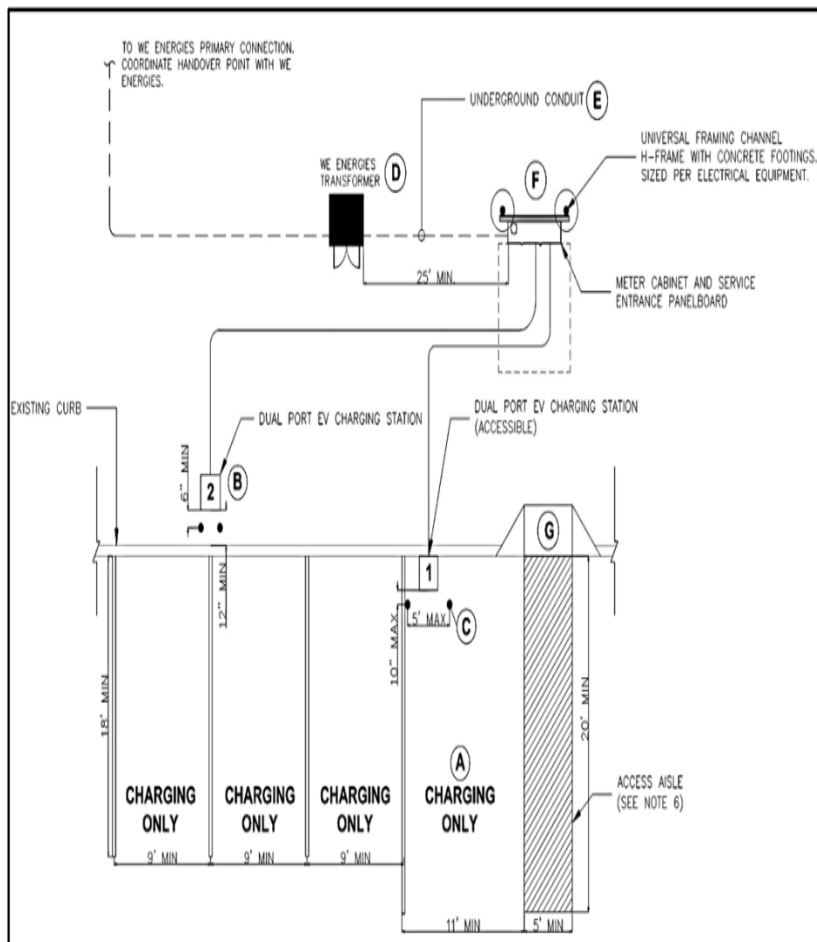 TO WE ENERGIES PRIMARY CONNECTION.
COORDINATE HANDOVER POINT WITH WE
ENERGIES.
UNDERGROUND CONDUIT E
WE ENERGIES
TRANSFORMER D
F
UNIVERSAL FRAMING CHANNEL
H-FRAME WITH CONCRETE FOOTINGS.
SIZED PER ELECTRICAL EQUIPMENT.
25' MIN.
METER CABINET AND SERVICE
ENTRANCE PANELBOARD
EXISTING CURB
DUAL PORT EV CHARGING STATION
DUAL PORT EV CHARGING STATION
(ACCESSIBLE)
6" MIN
2
B
G
12" MIN
1
5' MAX
C
10" MAX
18' MIN
20' MIN
A
ACCESS AISLE
(SEE NOTE 6)
CHARGING
ONLY
CHARGING
ONLY
CHARGING
ONLY
CHARGING
ONLY
9' MIN
9' MIN
9' MIN
11' MIN
5' MIN